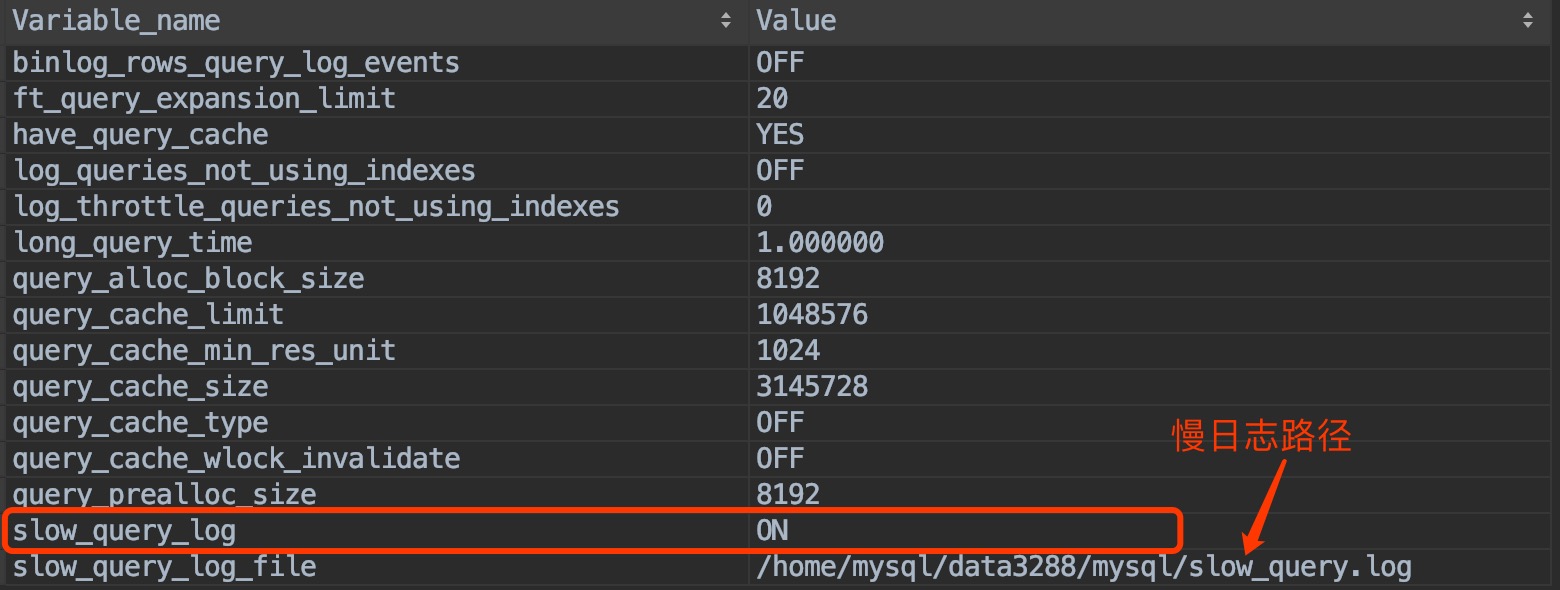 Variable_name Value
binlog_rows_query_log_events OFF
ft_query_expansion_limit 20
have_query_cache YES
log_queries_not_using_indexes OFF
log_throttle_queries_not_using_indexes 0
long_query_time 1.000000
query_alloc_block_size 8192
query_cache_limit 1048576
query_cache_min_res_unit 1024
query_cache_size 3145728
query_cache_type OFF
慢日志路径
query_cache_wlock_invalidate OFF
query_prealloc_size 8192
slow_query_log ON
slow_query_log_file /home/mysql/data3288/mysql/slow_query.log